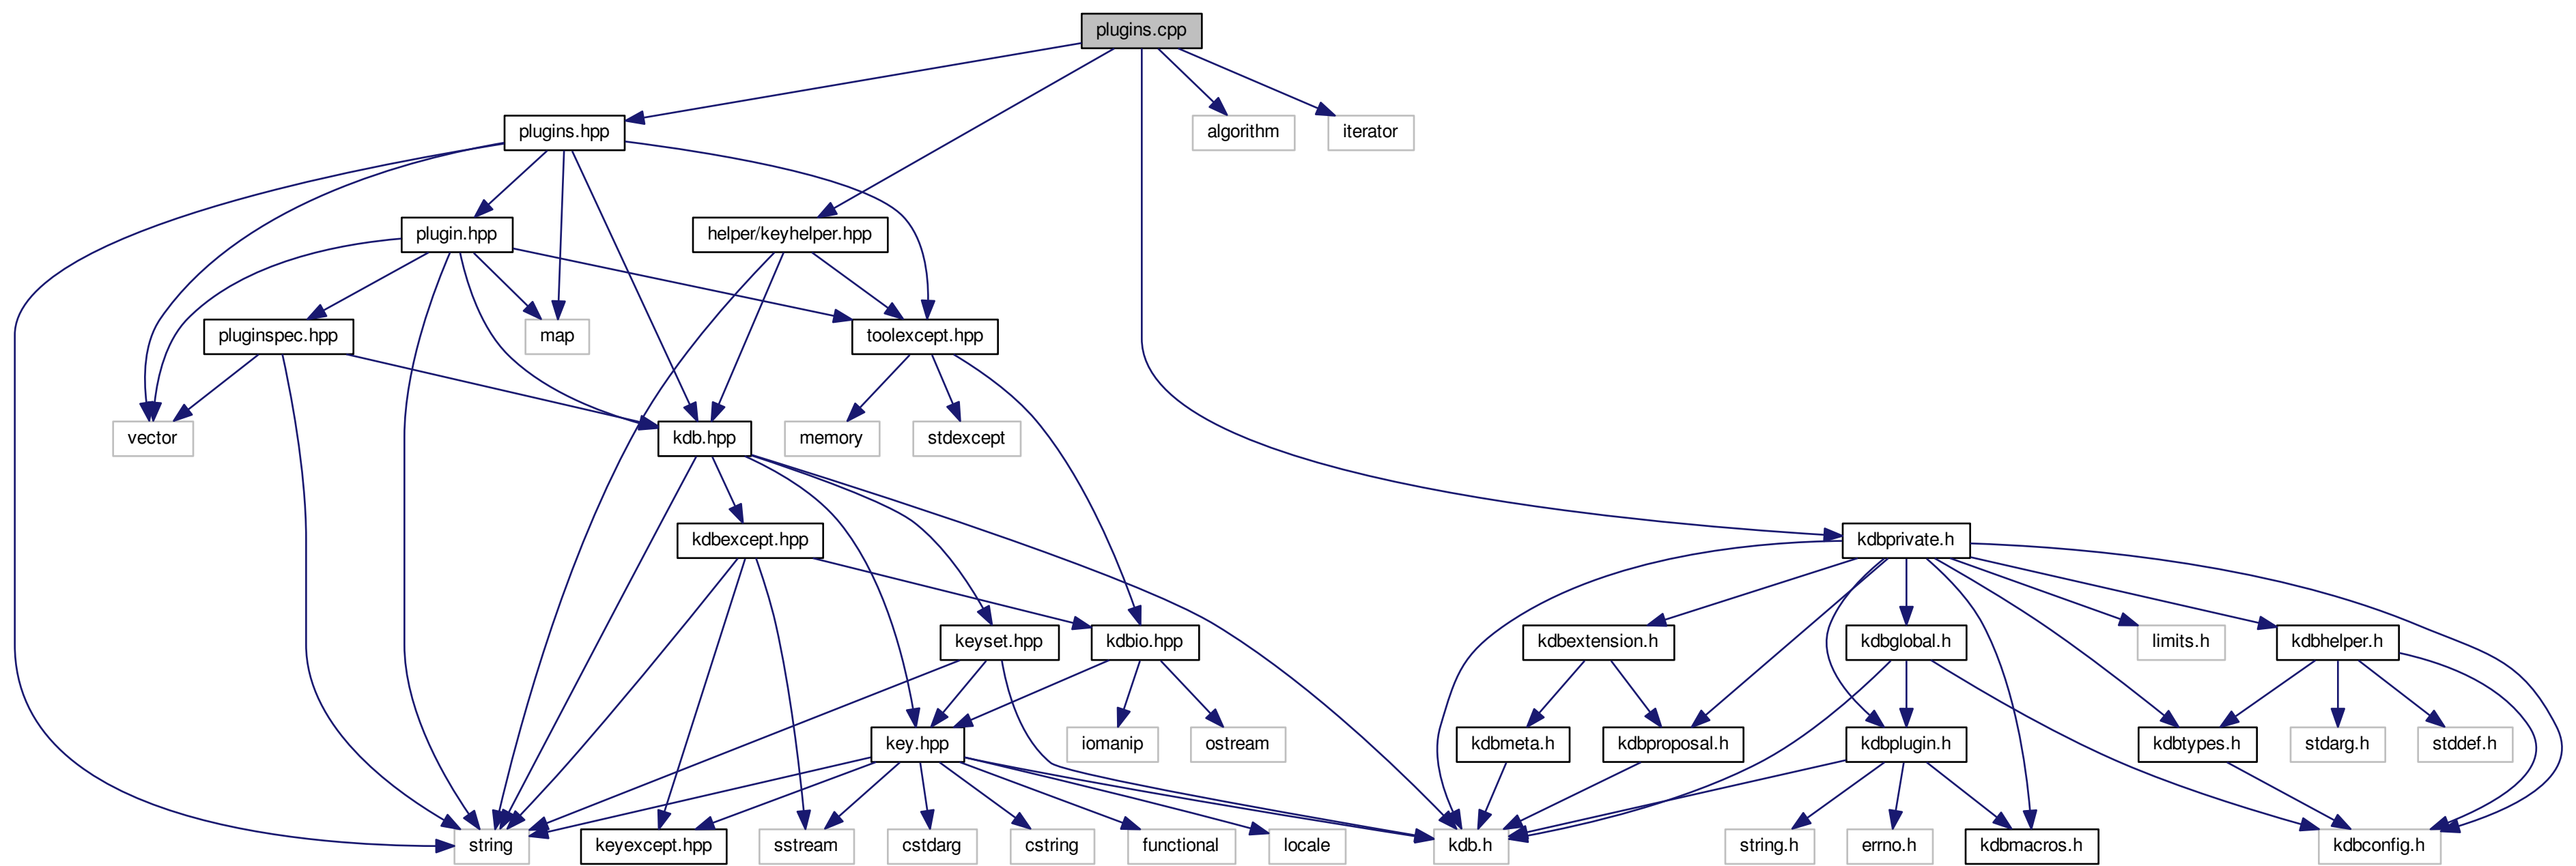 plugins.cpp
plugins.hpp
algorithm
iterator
plugin.hpp
helper/keyhelper.hpp
pluginspec.hpp
map
toolexcept.hpp
vector
kdb.hpp
memory
stdexcept
kdbexcept.hpp
kdbprivate.h
keyset.hpp
kdbio.hpp
kdbextension.h
kdbglobal.h
limits.h
kdbhelper.h
key.hpp
iomanip
ostream
kdbmeta.h
kdbproposal.h
kdbplugin.h
kdbtypes.h
stdarg.h
stddef.h
string
keyexcept.hpp
sstream
cstdarg
cstring
functional
locale
kdb.h
string.h
errno.h
kdbmacros.h
kdbconfig.h